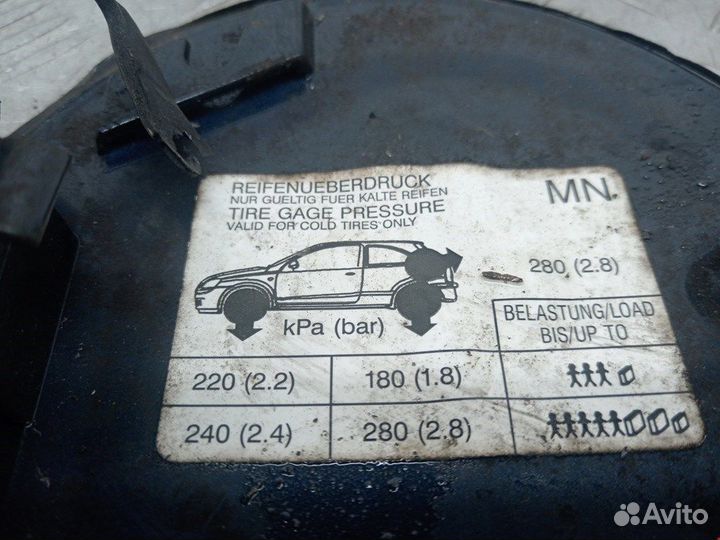 REIFENUEBERDRUCK
NUR GUELTIG FUER KALTE REIFEN
TIRE GAGE PRESSURE
VALID FOR COLD TIRES ONLY
MN.
280 (2.8)
kPa (bar)
BELASTUNG/LOAD
BIS/UP TO
220 (2.2) 180 (1.8)
240 (2.4) 280 (2.8)
Avito